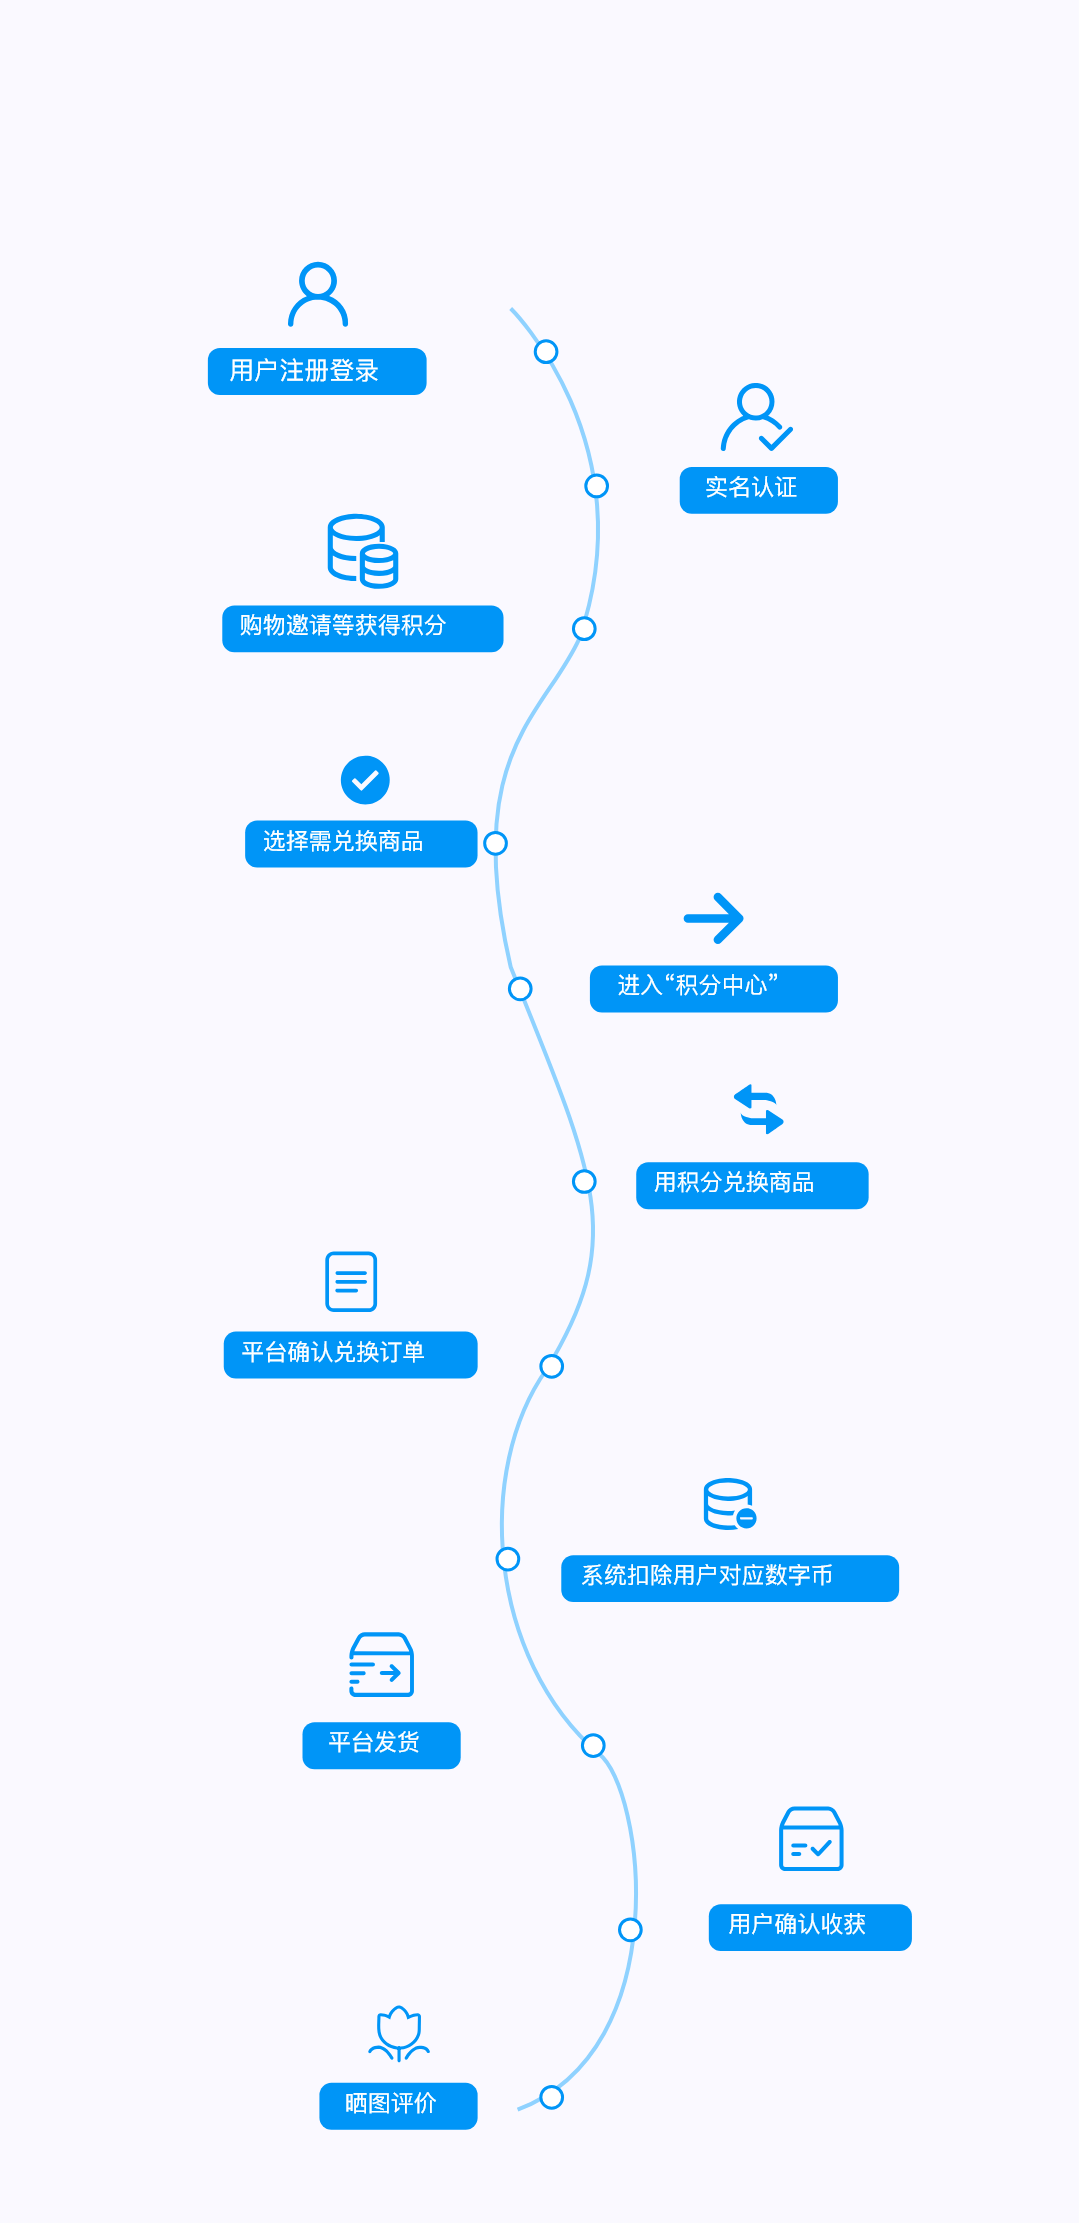 用户注册登录
实名认证
购物邀请等获得积分
选择需兑换商品
进入“积分中心”
用积分兑换商品
平台确认兑换订单
系统扣除用户对应数字币
平台发货
用户确认收获
晒图评价